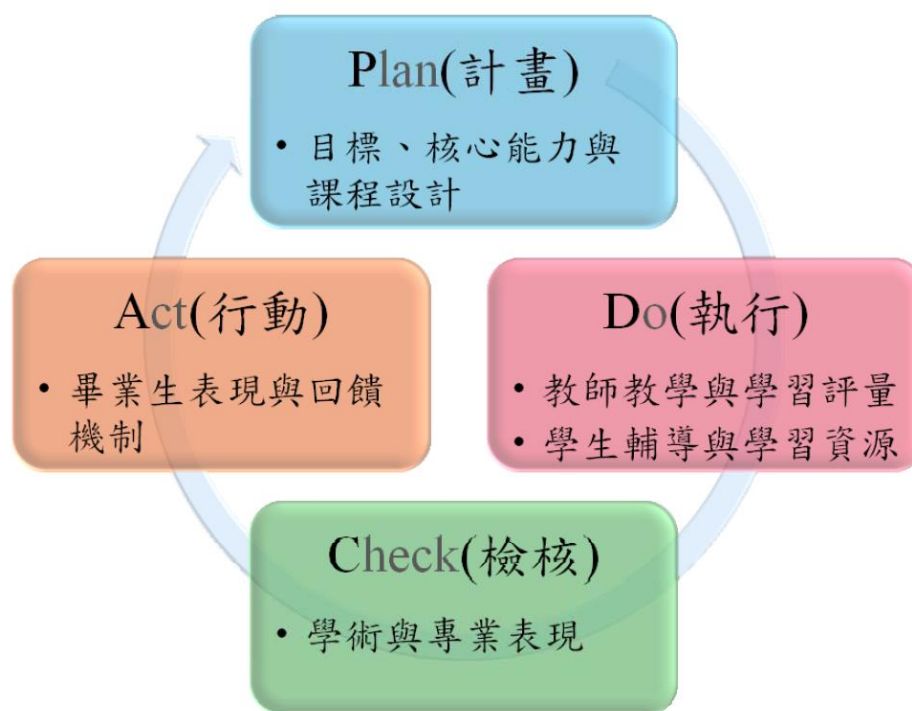 Plan(計畫)
• 目標、核心能力與
課程設計
Do(執行)
• 教師教學與學習評量
• 學生輔導與學習資源
Check(檢核)
• 學術與專業表現
Act(行動)
• 畢業生表現與回饋
機制